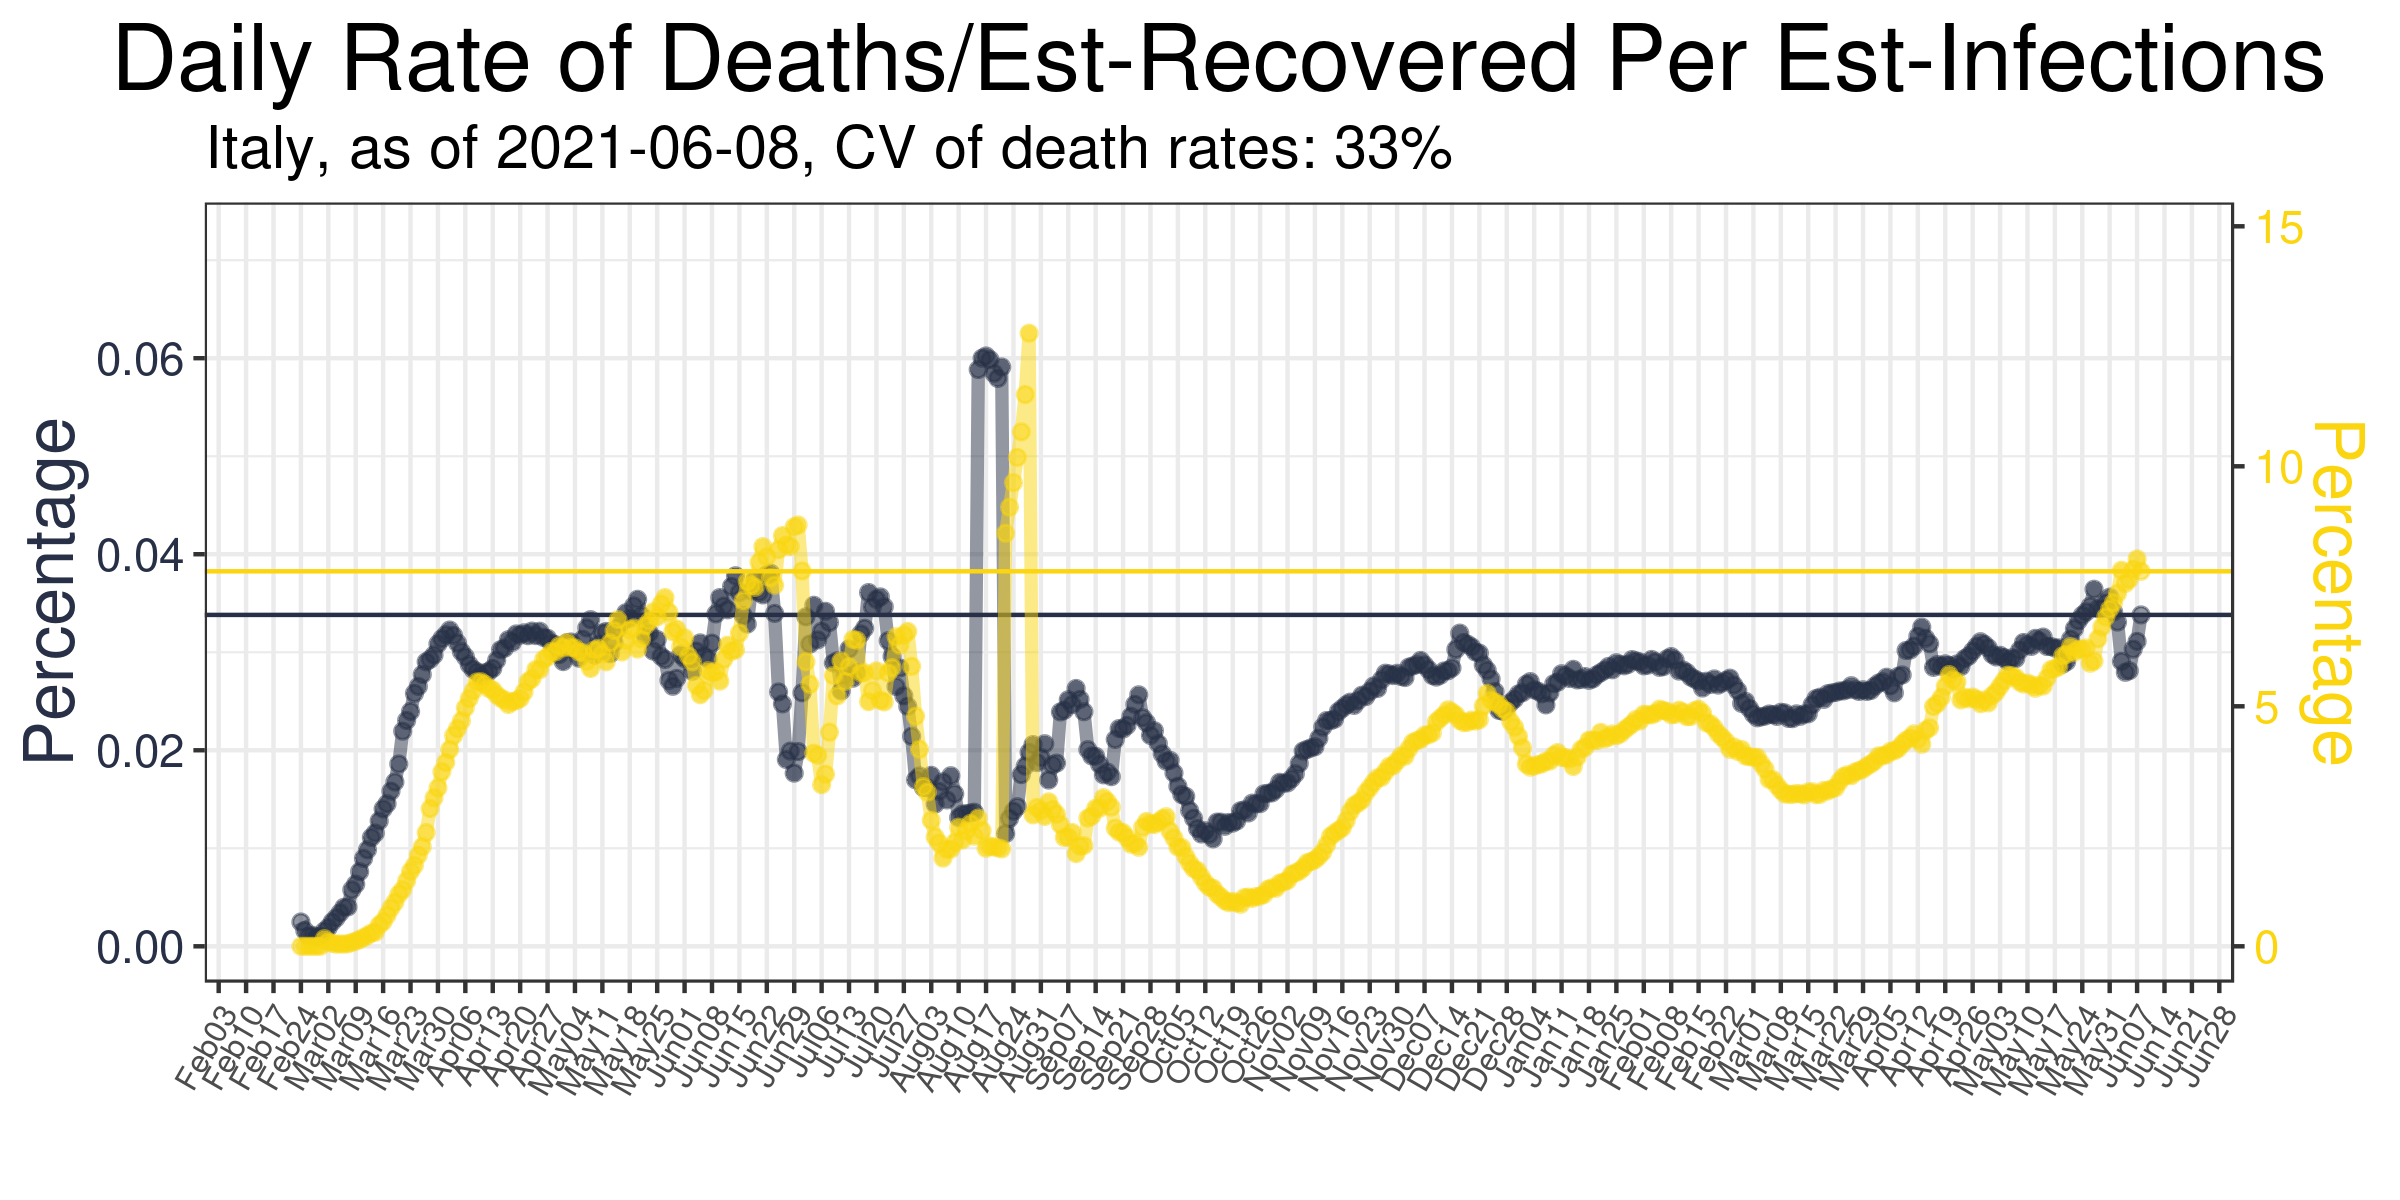 Daily Rate of Deaths/Est-Recovered Per Est-Infections
Italy, as of 2021-06-08, CV of death rates: 33%
Percentage
0.06
0.04
0.02
0.00
15
10
5
0
Percentage
Feb03
Feb10
Feb17
Feb24
Mar02
Mar09
Mar16
Mar23
Mar30
Apr06
Apr13
Apr20
Apr27
May04
May11
May18
May25
Jun01
Jun08
Jun15
Jun22
Jun29
Jul06
Jul13
Jul20
Jul27
Aug03
Aug10
Aug17
Aug24
Aug31
Sep07
Sep14
Sep21
Sep28
Oct05
Oct12
Oct19
Oct26
Nov02
Nov09
Nov16
Nov23
Nov30
Dec07
Dec14
Dec21
Dec28
Jan04
Jan11
Jan18
Jan25
Feb01
Feb08
Feb15
Feb22
Mar01
Mar08
Mar15
Mar22
Mar29
Apr05
Apr12
Apr19
Apr26
May03
May10
May17
May24
May31
Jun07
Jun14
Jun21
Jun28